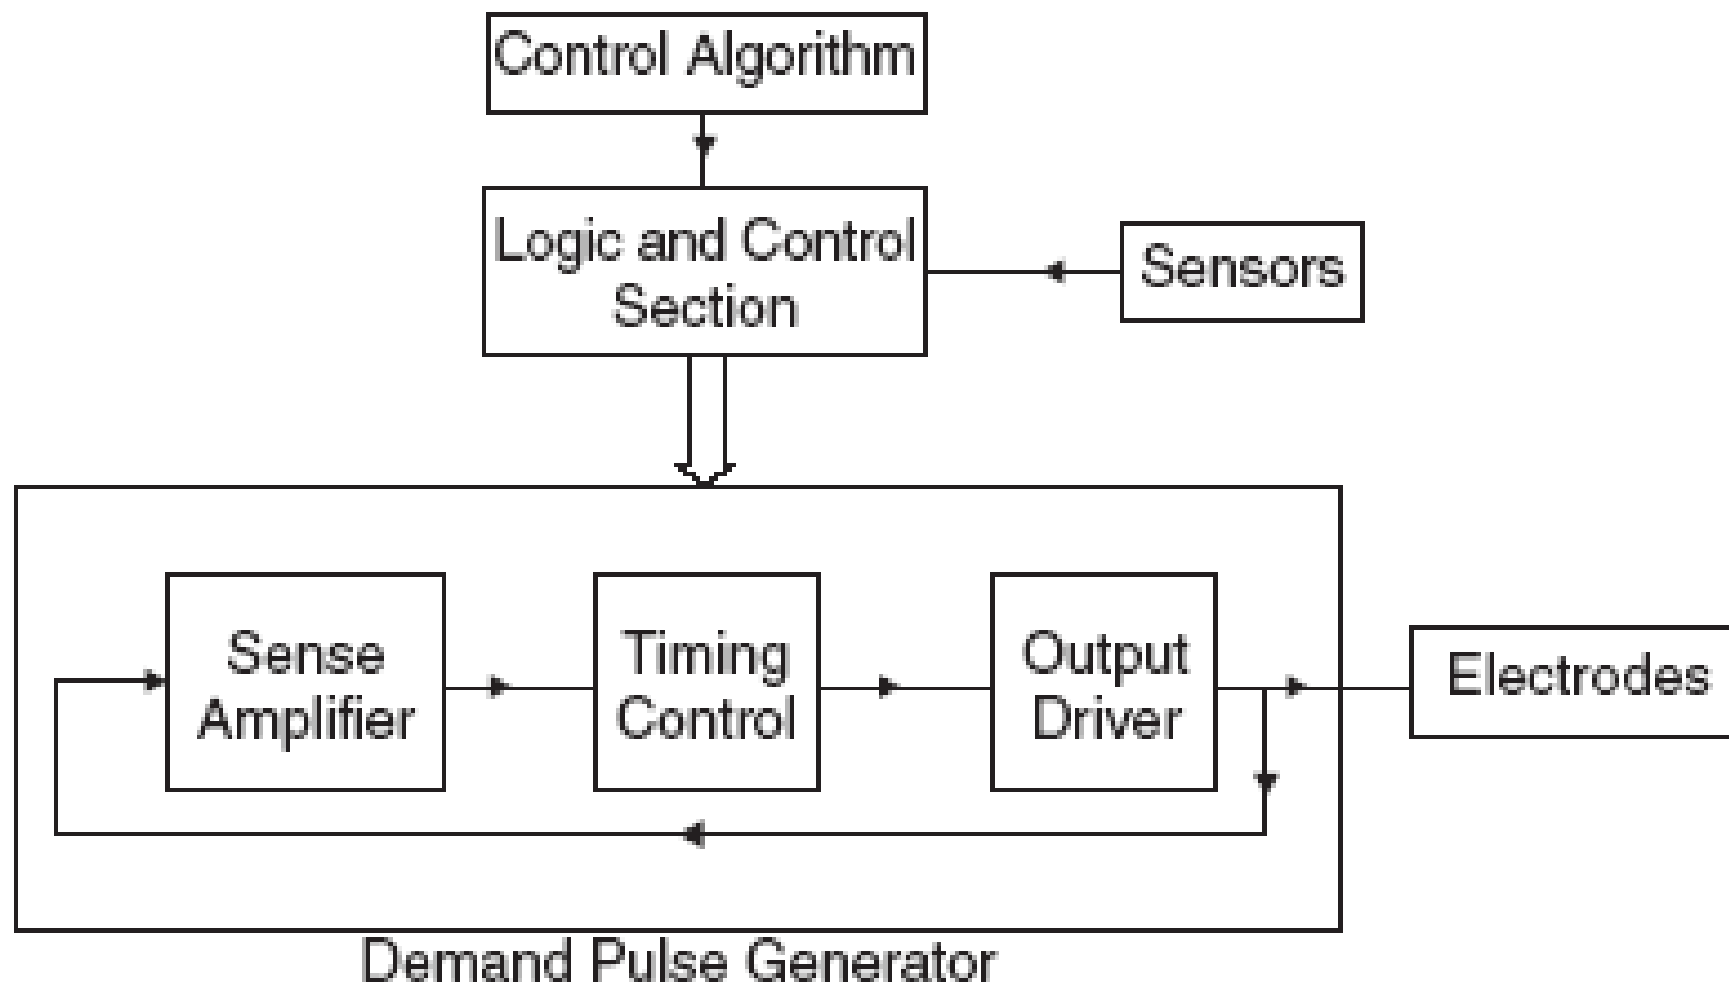 Control Algorithm
Logic and Control
Section
Sensors
Sense
Amplifier
Timing
Control
Output
Driver
Electrodes
Demand Pulse Generator